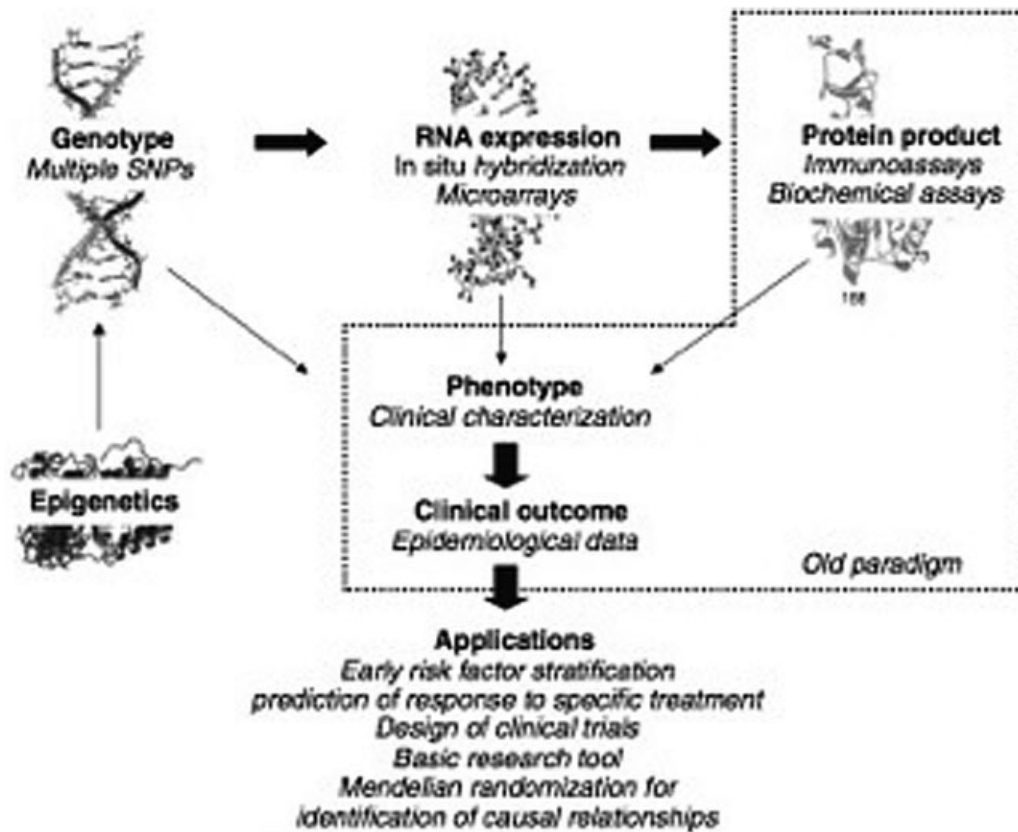 Genotype
Multiple SNPs
RNA expression
In situ hybridization
Microarrays
Protein product
Immunoassays
Biochemical assays
168
Phenotype
Clinical characterization
Epigenetics
Clinical outcome
Epidemiological data
Old paradigm
Applications
Early risk factor stratification
prediction of response to specific treatment
Design of clinical trials
Basic research tool
Mendelian randomization for
identification of causal relationships